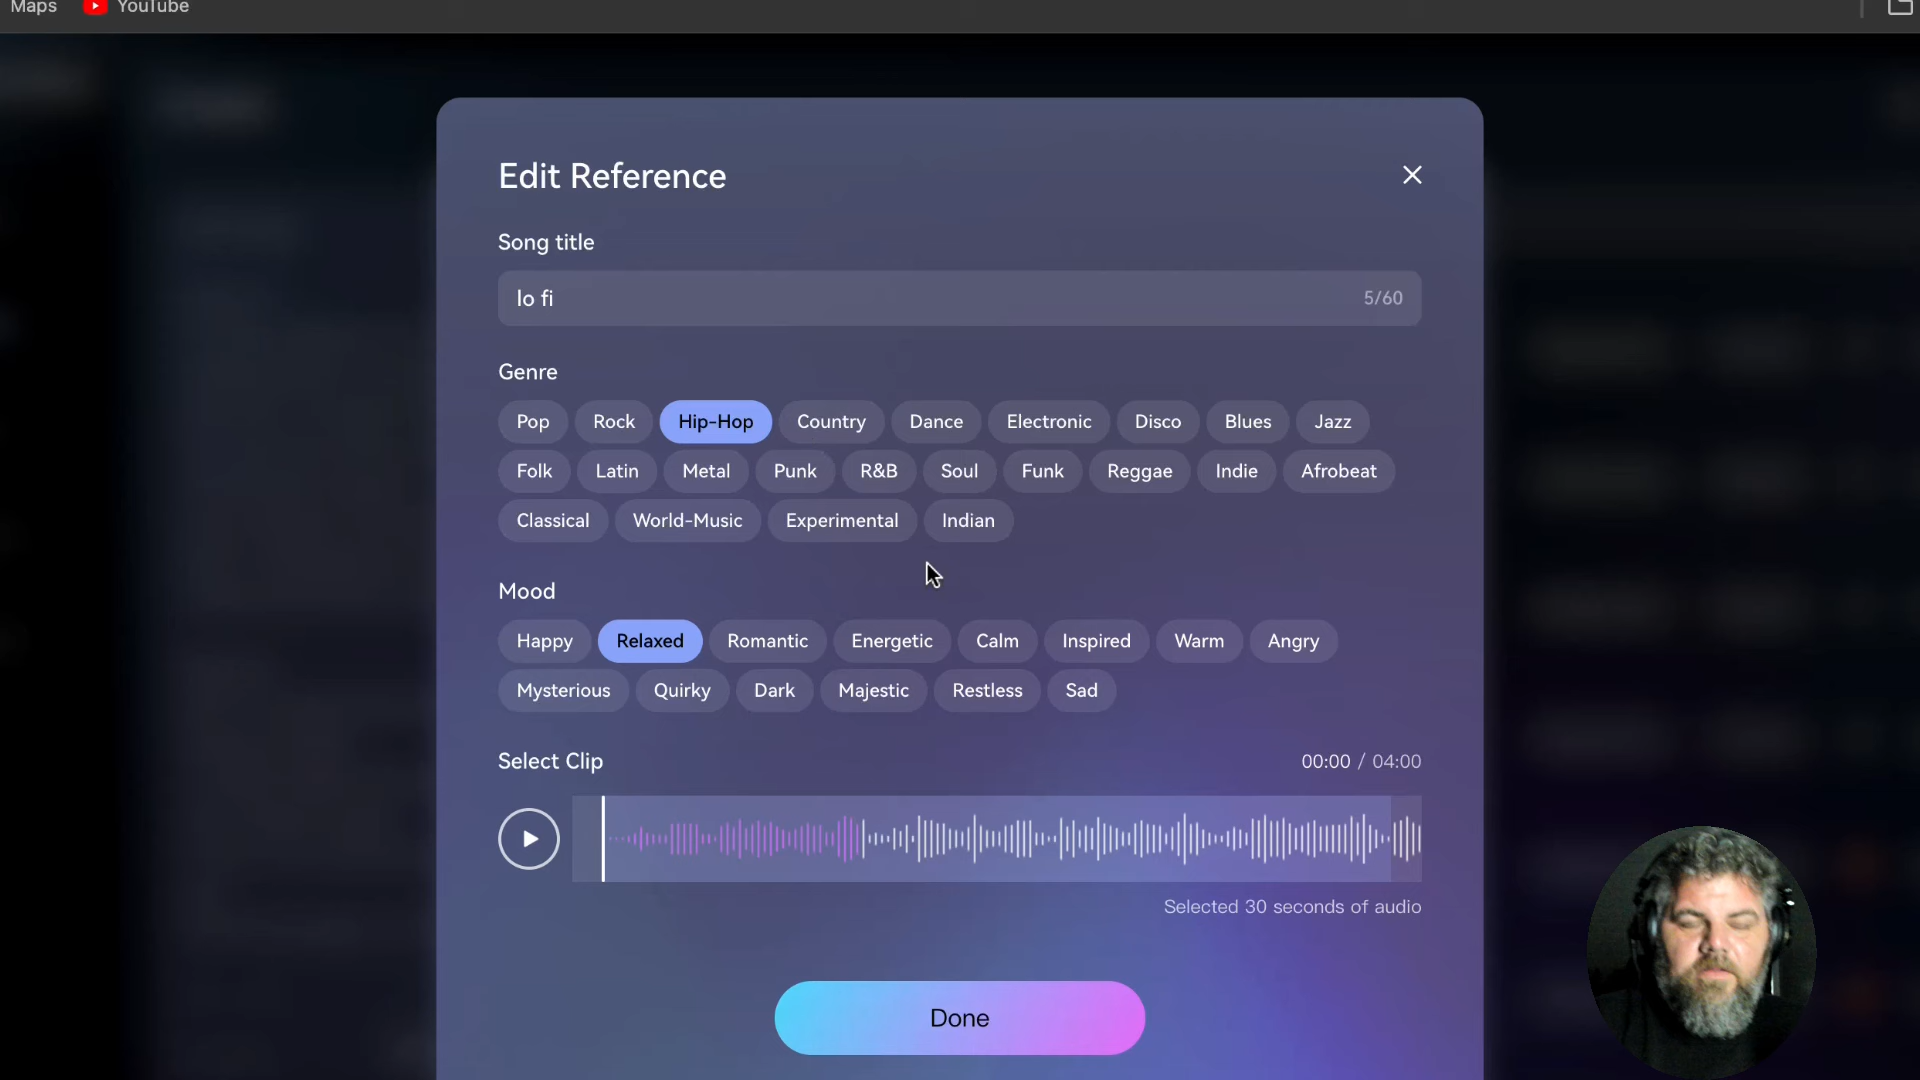 Maps YouTube
Edit Reference
Song title
lo fi 5/60
Genre
Pop Rock Hip-Hop Country Dance Electronic Disco Blues Jazz
Folk Latin Metal Punk R&B Soul Funk Reggae Indie Afrobeat
Classical World-Music Experimental Indian
Mood
Happy Relaxed Romantic Energetic Calm Inspired Warm Angry
Mysterious Quirky Dark Majestic Restless Sad
Select Clip 00:00 / 04:00
Selected 30 seconds of audio
Done